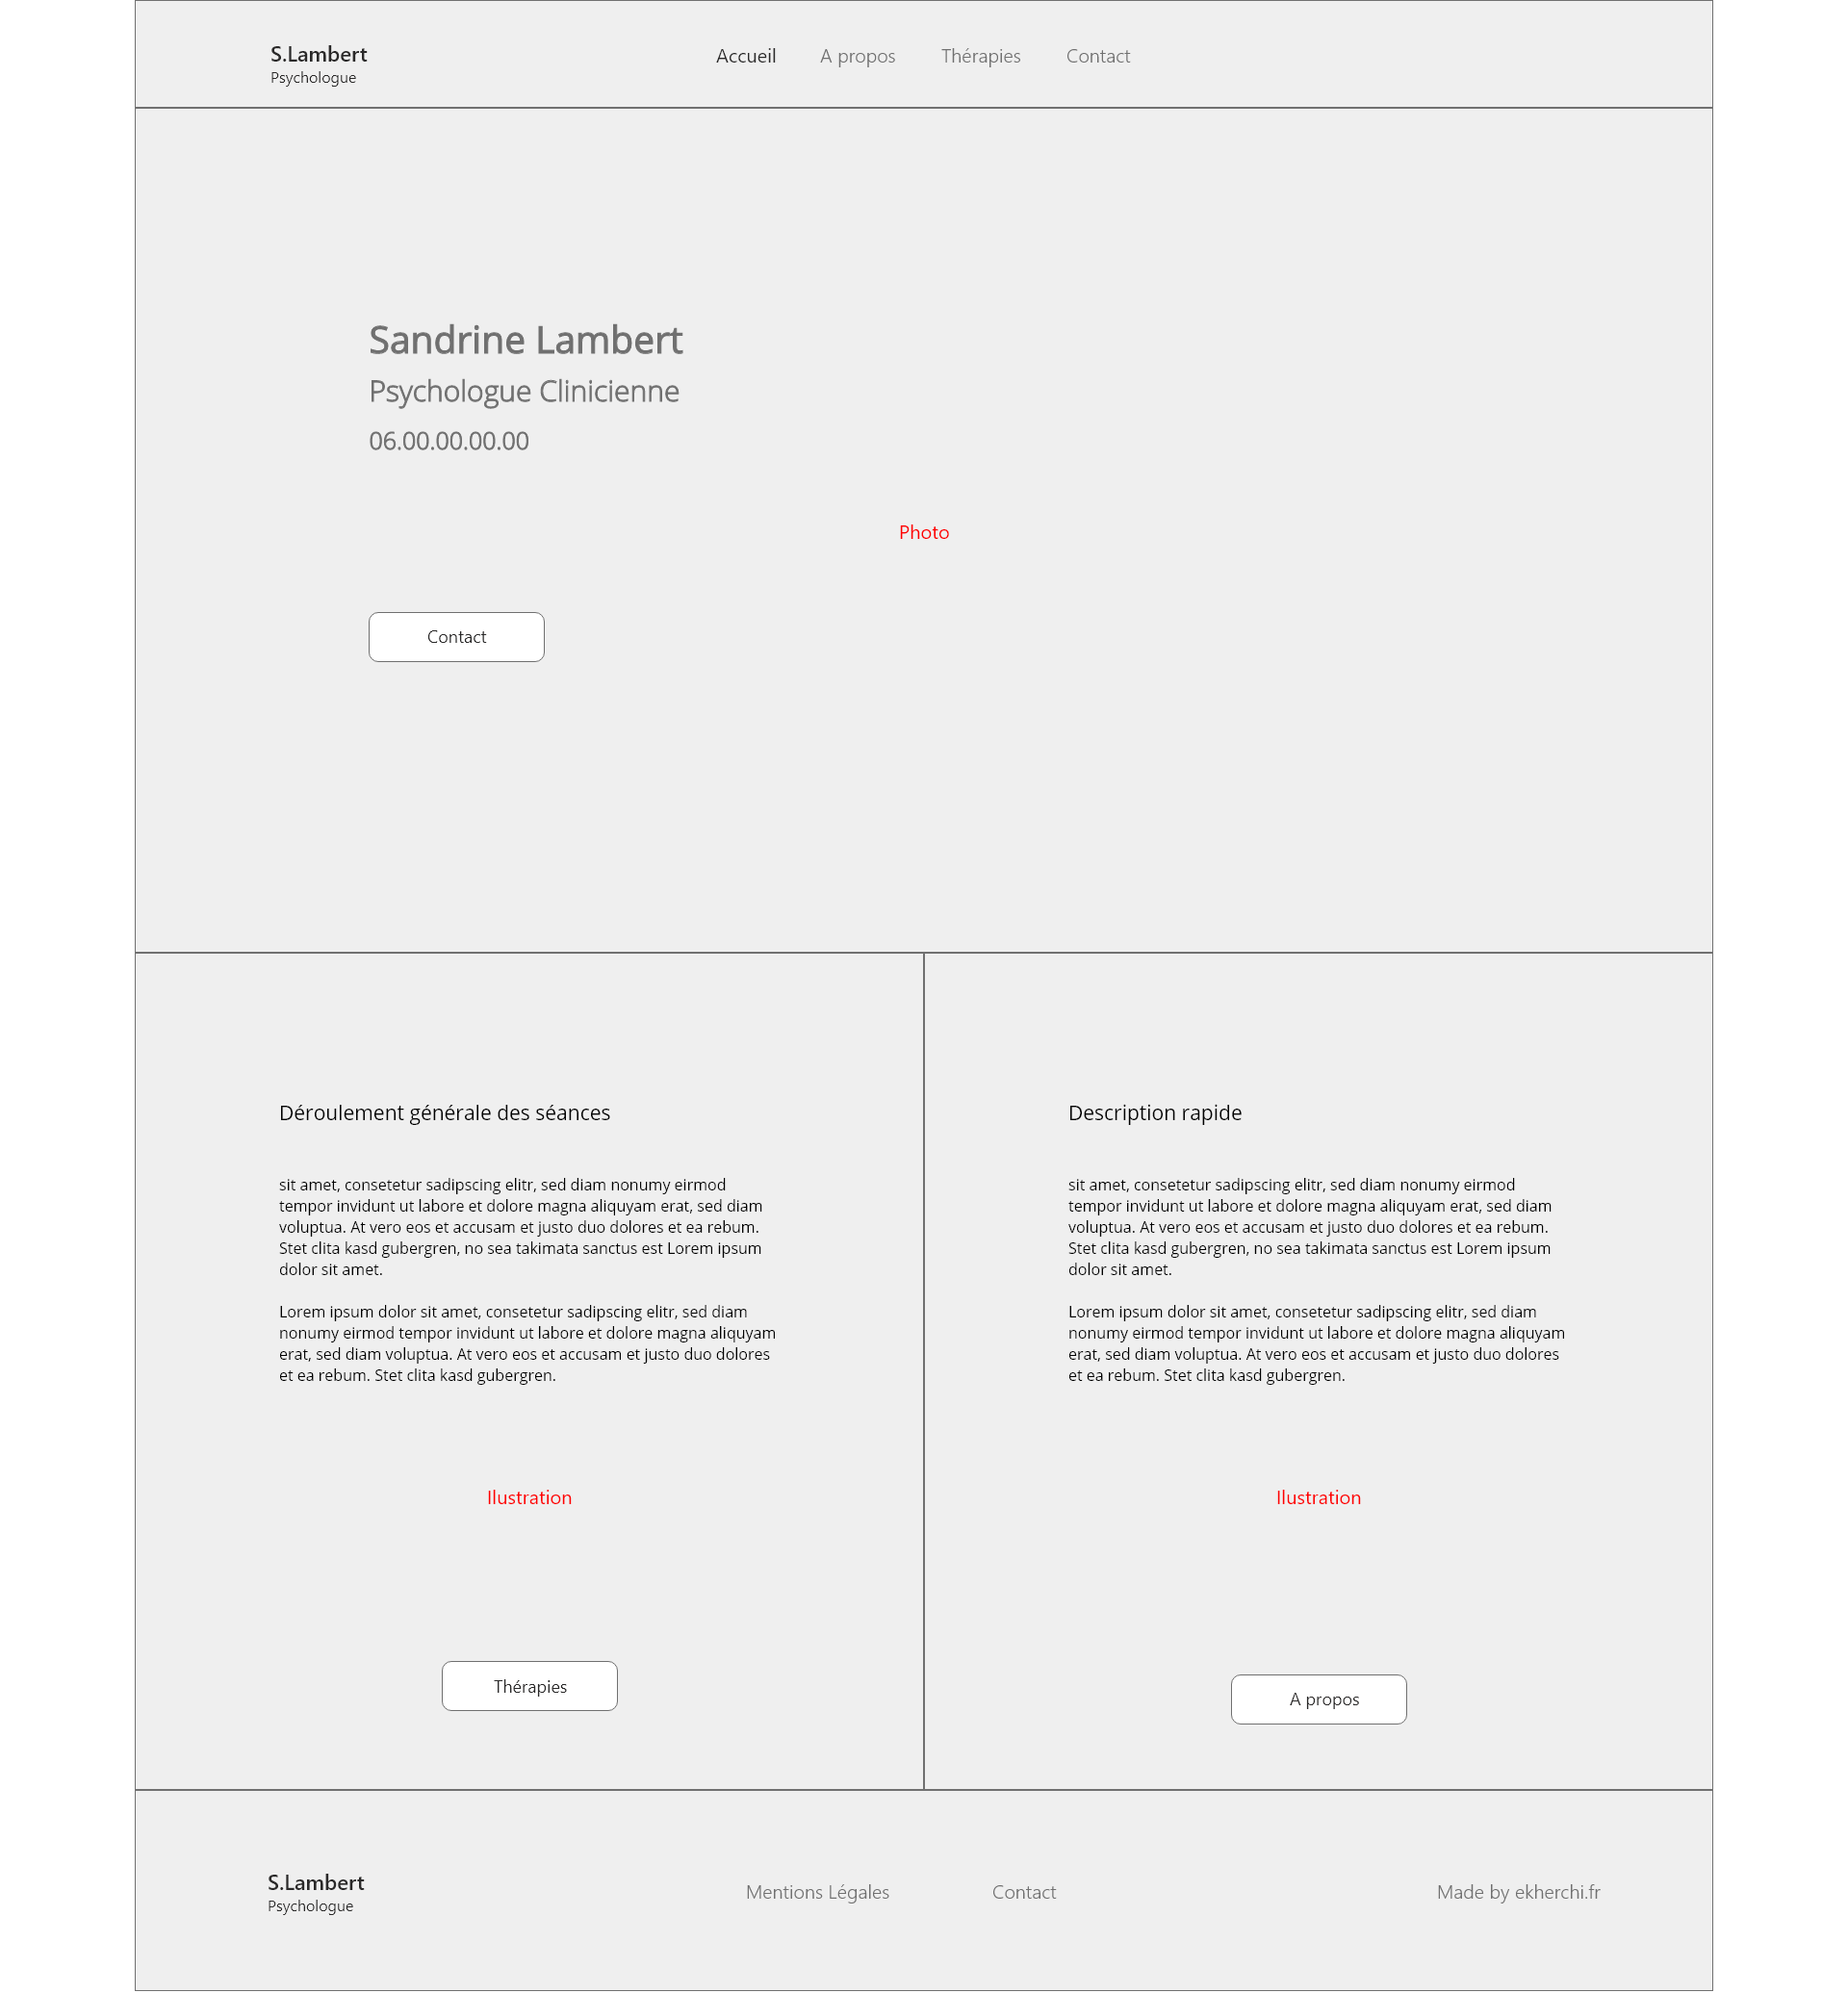 S.Lambert
Psychologue
Accueil
A propos
Thérapies
Contact
Sandrine Lambert
Psychologue Clinicienne
06.00.00.00.00
Photo
Contact
Déroulement générale des séances
sit amet, consetetur sadipscing elitr, sed diam nonumy eirmod
tempor invidunt ut labore et dolore magna aliquyam erat, sed diam
voluptua. At vero eos et accusam et justo duo dolores et ea rebum.
Stet clita kasd gubergren, no sea takimata sanctus est Lorem ipsum
dolor sit amet.
Lorem ipsum dolor sit amet, consetetur sadipscing elitr, sed diam
nonumy eirmod tempor invidunt ut labore et dolore magna aliquyam
erat, sed diam voluptua. At vero eos et accusam et justo duo dolores
et ea rebum. Stet clita kasd gubergren.
Ilustration
Thérapies
Description rapide
sit amet, consetetur sadipscing elitr, sed diam nonumy eirmod
tempor invidunt ut labore et dolore magna aliquyam erat, sed diam
voluptua. At vero eos et accusam et justo duo dolores et ea rebum.
Stet clita kasd gubergren, no sea takimata sanctus est Lorem ipsum
dolor sit amet.
Lorem ipsum dolor sit amet, consetetur sadipscing elitr, sed diam
nonumy eirmod tempor invidunt ut labore et dolore magna aliquyam
erat, sed diam voluptua. At vero eos et accusam et justo duo dolores
et ea rebum. Stet clita kasd gubergren.
Ilustration
A propos
S.Lambert
Psychologue
Mentions Légales
Contact
Made by ekherchi.fr